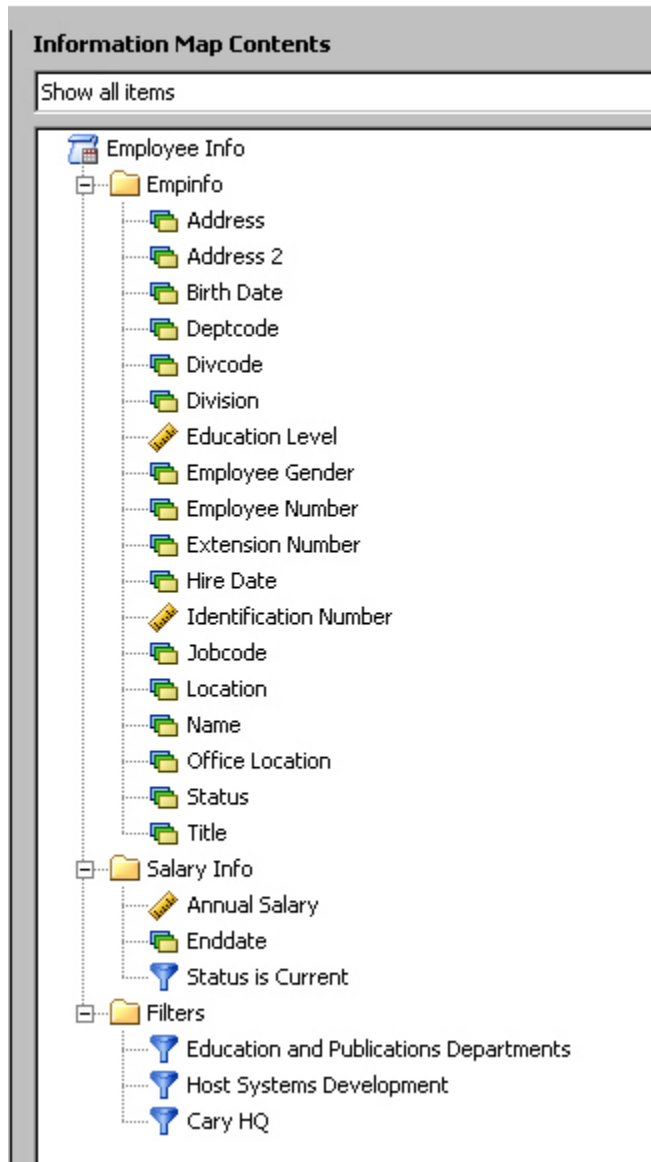 Information Map Contents
Show all items
Employee Info
Empinfo
Address
Address 2
Birth Date
Deptcode
Divcode
Division
Education Level
Employee Gender
Employee Number
Extension Number
Hire Date
Identification Number
Jobcode
Location
Name
Office Location
Status
Title
Salary Info
Annual Salary
Enddate
Status is Current
Filters
Education and Publications Departments
Host Systems Development
Cary HQ